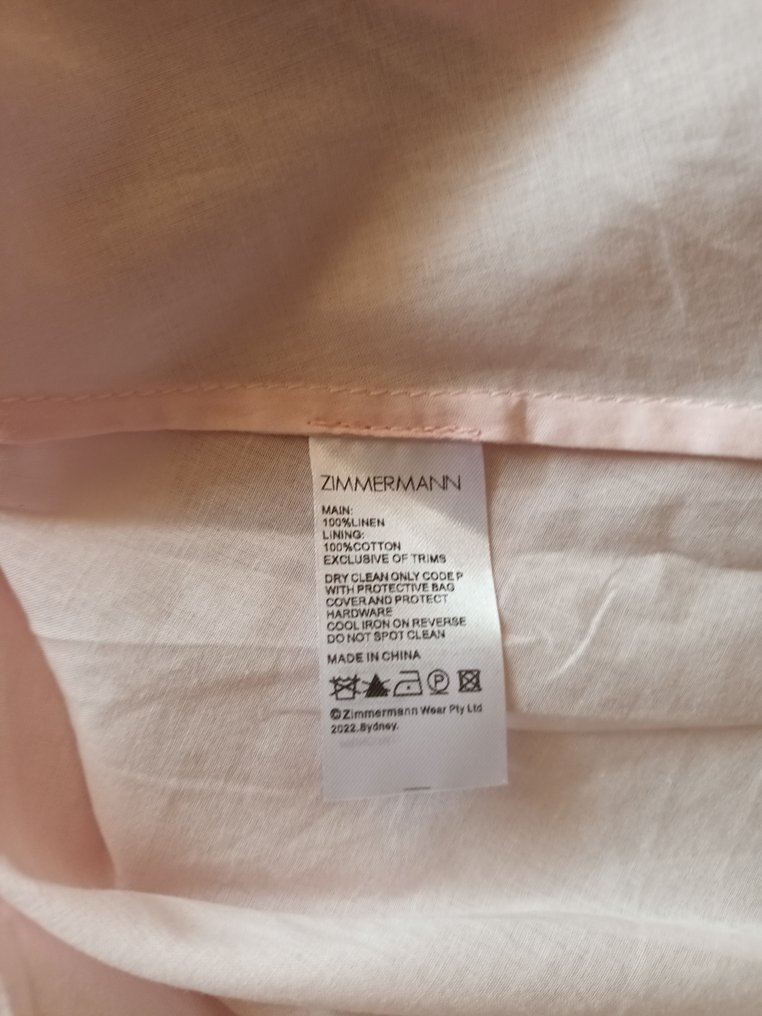 ZIMMERMANN
MAIN:
100%LINEN
LINING:
100%COTTON
EXCLUSIVE OF TRIMS
DRY CLEAN ONLY CODE P
WITH PROTECTIVE BAG
COVER AND PROTECT
HARDWARE
COOL IRON ON REVERSE
DO NOT SPOT CLEAN
MADE IN CHINA
P
©Zimmermann Wear Pty Ltd
2022.Sydney.